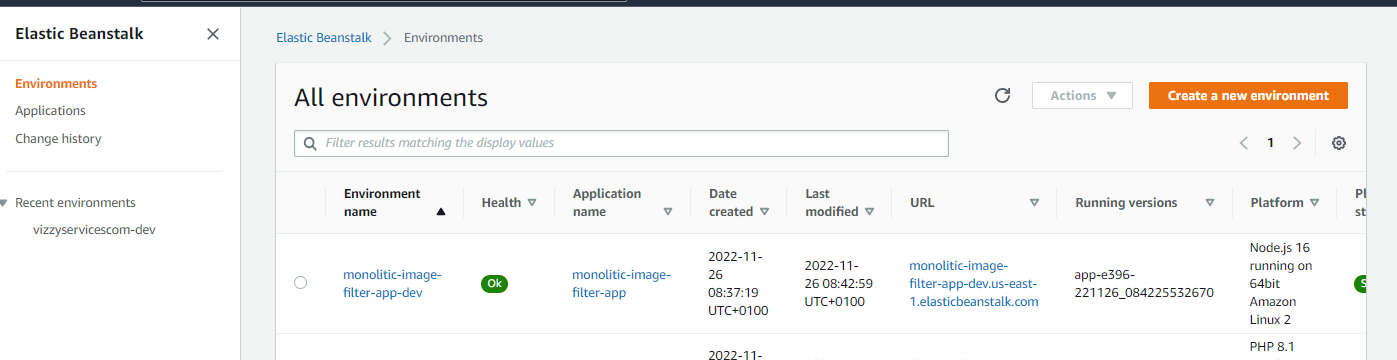 Elastic Beanstalk
Environments
Applications
Change history
Recent environments
vizzyservicescom-dev
Elastic Beanstalk
Environments
All environments
Actions
Create a new environment
Filter results matching the display values
1
Environment
name
Health
Application
name
Date
created
Last
modified
URL
Running versions
Platform
monolitic-image-
filter-app-dev
Ok
monolitic-image-
filter-app
2022-11-
26
08:37:19
UTC+0100
2022-11-
26 08:42:59
UTC+0100
monolitic-image-
filter-app-dev.us-east-
1.elasticbeanstalk.com
app-e396-
221126_084225532670
Node.js 16
running on
64bit
Amazon
Linux 2
2022-11-
PHP 8.1